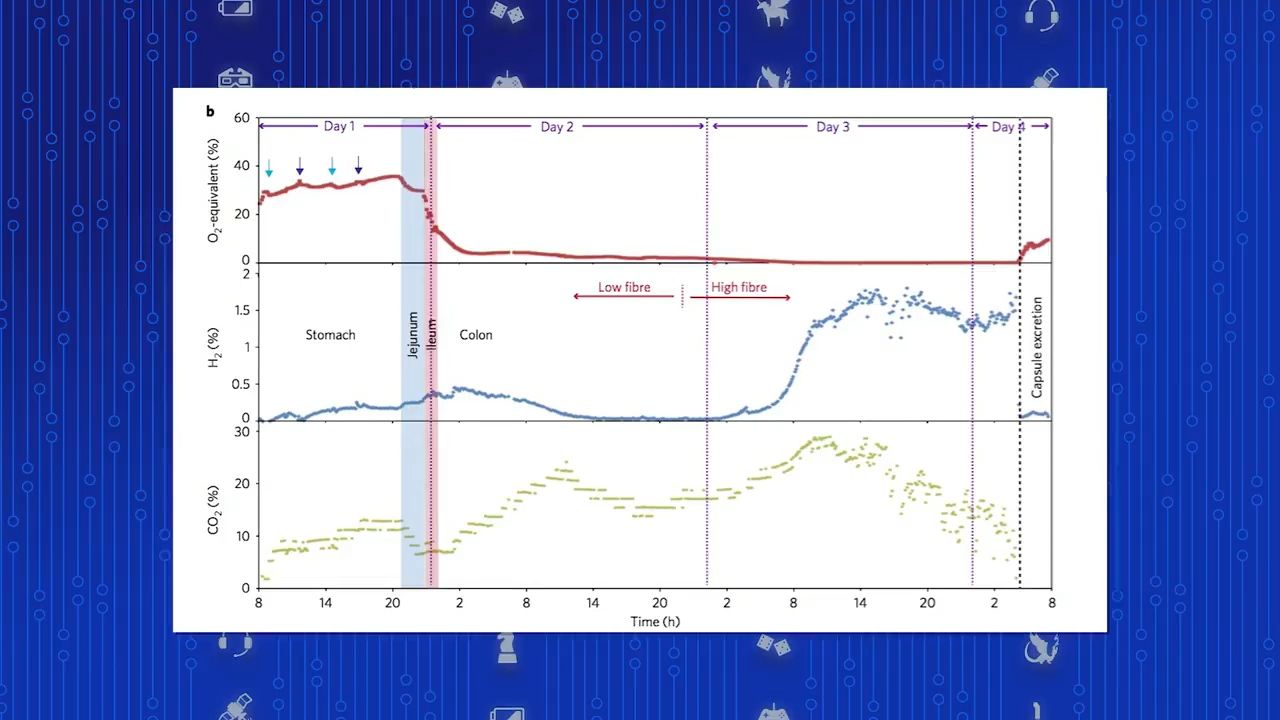 b
Day 1 Day 2 Day 3 Day 4
O2-equivalent (%)
60
40
20
0
H2 (%)
2
1.5
1
0.5
0
Low fibre High fibre
Stomach Jejunum Ileum Colon Capsule excretion
CO2 (%)
30
20
10
0
8 14 20 2 8 14 20 2 8 14 20 2 8
Time (h)